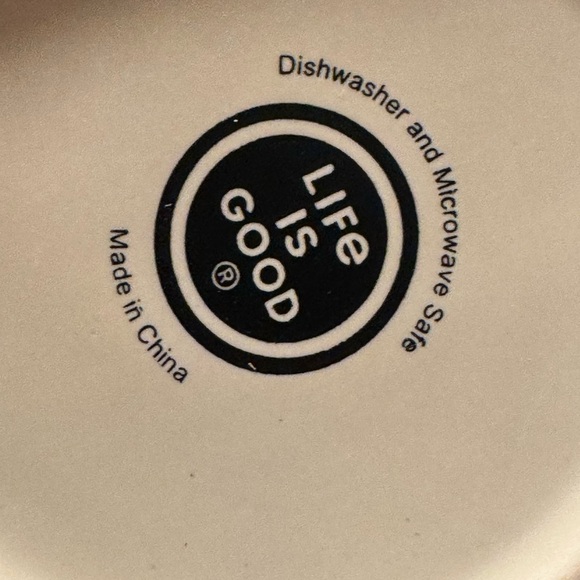 Dishwasher and Microwave Safe
LIFe
IS
GOOD
®
Made in China